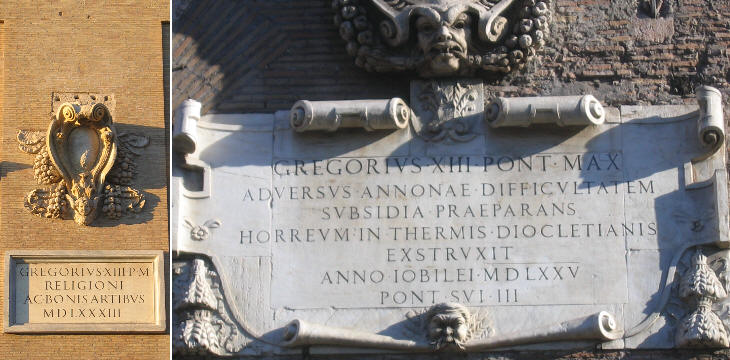 GREGORIVS XIII P M
RELIGIONI
AC·BONIS ARTIBVS
MDLXXXIII
GREGORIVS·XIII·PONT·MAX
ADVERSVS·ANNONAE·DIFFICVLTATEM
SVBSIDIA·PRAEPARANS
HORREVM·IN·THERMIS·DIOCLETIANIS
EXSTRVXIT
ANNO·IOBILEI·MDLXXV
PONT·SVI·III